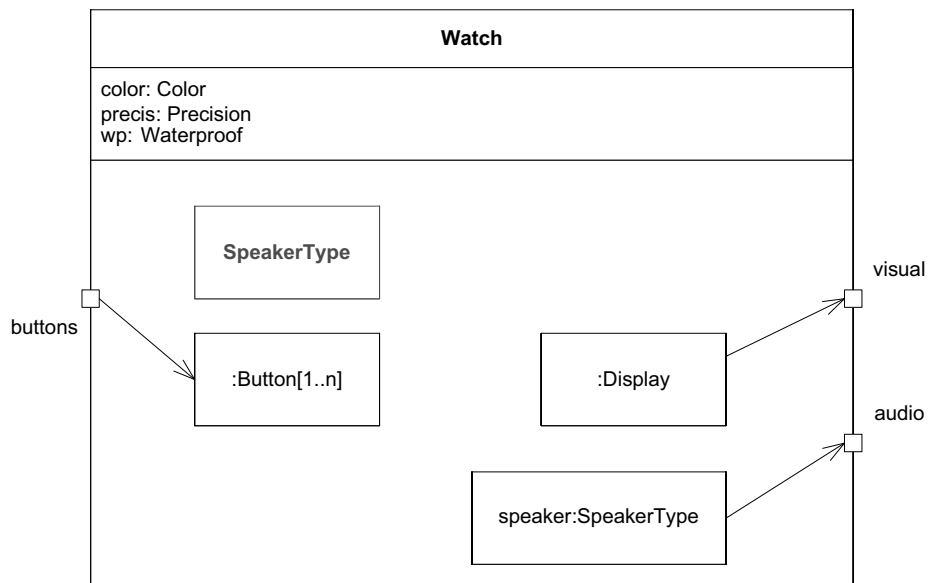 Watch
color: Color
precis: Precision
wp: Waterproof
SpeakerType
visual
buttons
:Button[1..n]
:Display
audio
speaker:SpeakerType